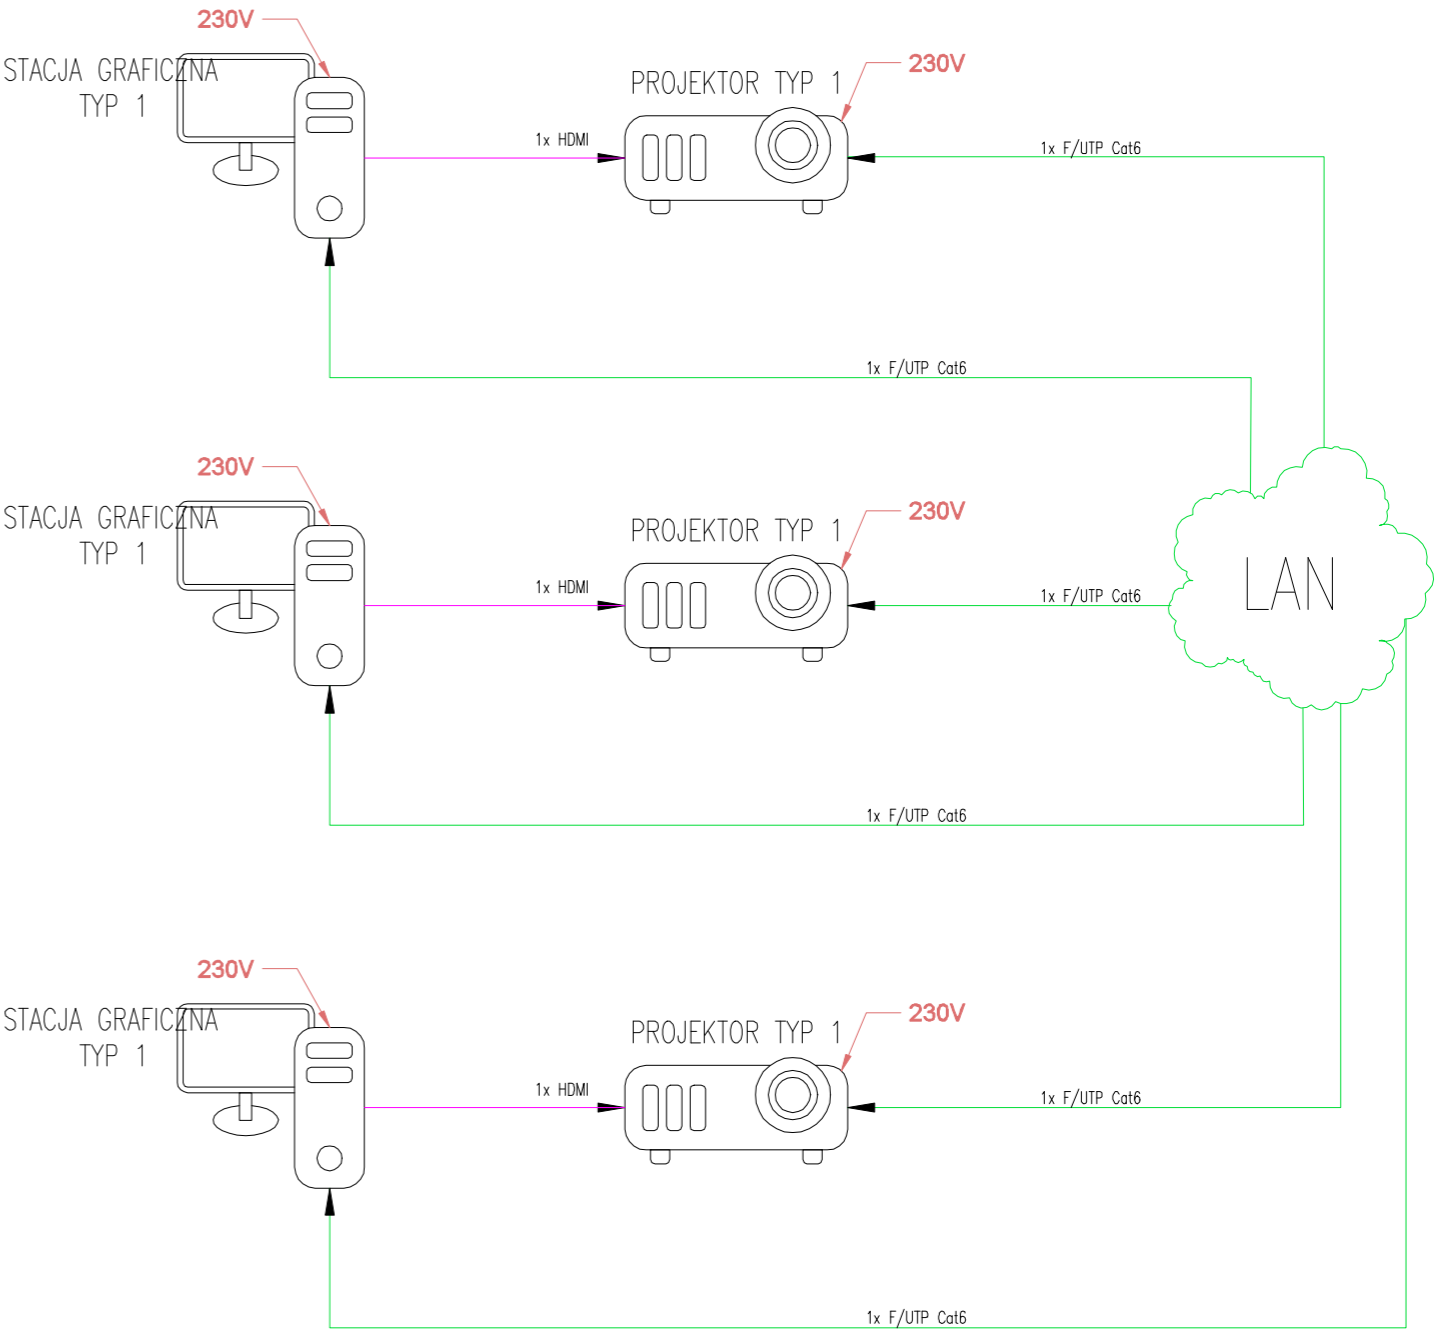 230V
STACJA GRAFICZNA
TYP 1
PROJEKTOR TYP 1
230V
1x HDMI
1x F/UTP Cat6
1x F/UTP Cat6
230V
STACJA GRAFICZNA
TYP 1
PROJEKTOR TYP 1
230V
1x HDMI
1x F/UTP Cat6
LAN
1x F/UTP Cat6
230V
STACJA GRAFICZNA
TYP 1
PROJEKTOR TYP 1
230V
1x HDMI
1x F/UTP Cat6
1x F/UTP Cat6